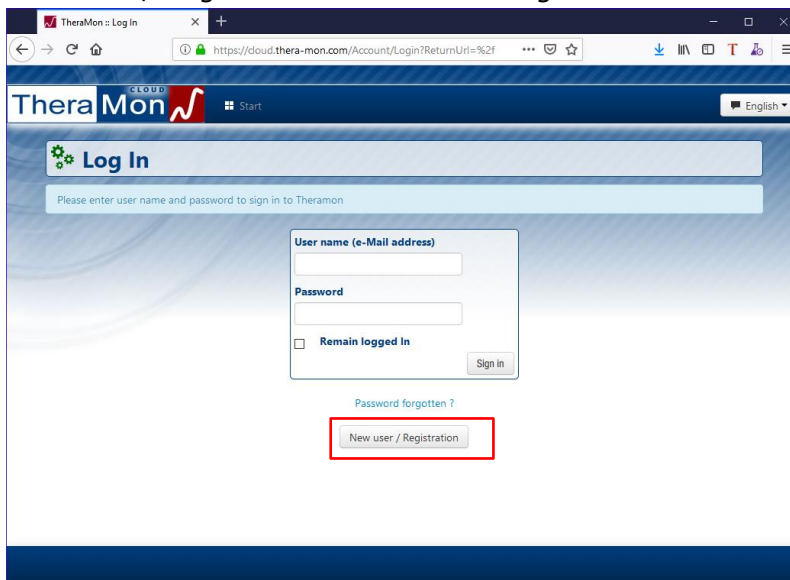 TheraMon :: Log In
https://cloud.thera-mon.com/Account/Login?ReturnUrl=%2f
T
CLOUD
TheraMon
Start
English
Log In
Please enter user name and password to sign in to Theramon
User name (e-Mail address)
Password
Remain logged In
Sign in
Password forgotten ?
New user / Registration